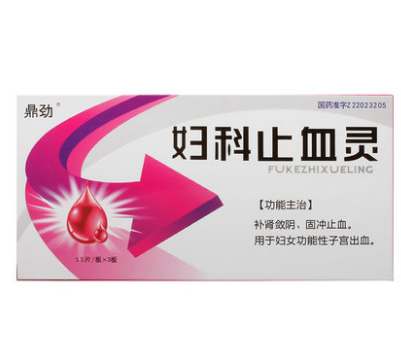 国药准字Z22023205
鼎劲®
妇科止血灵
FUKEZHIXUELING
【功能主治】
补肾敛阴、固冲止血。
用于妇女功能性子宫出血。
15片/板×3板